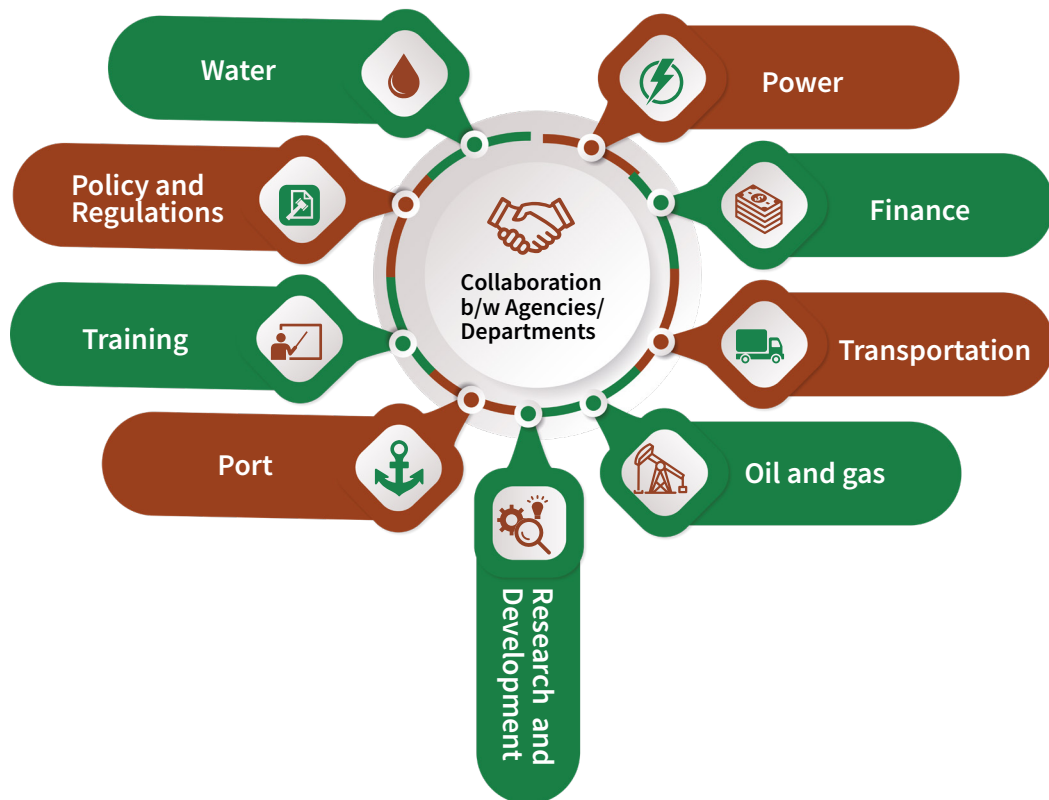 Water
Power
Policy and
Regulations
Finance
Collaboration
b/w Agencies/
Departments
Training
Transportation
Port
Oil and gas
Research and
Development